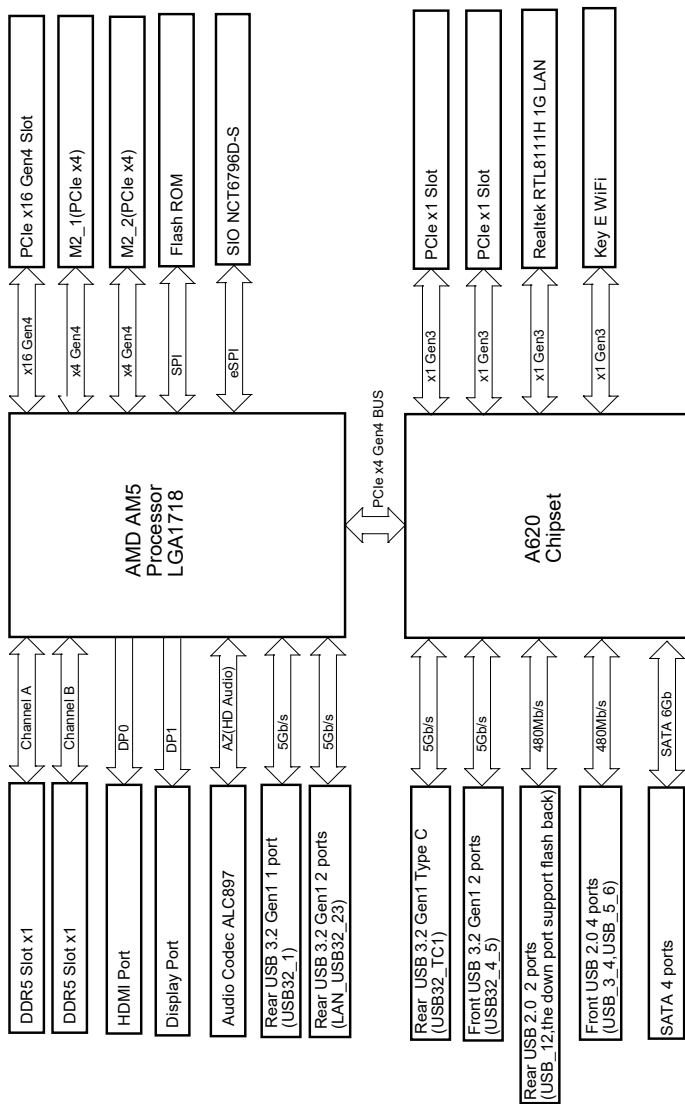 PCIe x16 Gen4 Slot
M2_1(PCIe x4)
M2_2(PCIe x4)
Flash ROM
SIO NCT6796D-S
x16 Gen4
x4 Gen4
x4 Gen4
SPI
eSPI
AMD AM5
Processor
LGA1718
Channel A
Channel B
DP0
DP1
AZ(HD Audio)
5Gb/s
5Gb/s
DDR5 Slot x1
DDR5 Slot x1
HDMI Port
Display Port
Audio Codec ALC897
Rear USB 3.2 Gen1 1 port
(USB32_1)
Rear USB 3.2 Gen1 2 ports
(LAN_USB32_23)
PCIe x4 Gen4 BUS
PCIe x1 Slot
PCIe x1 Slot
Realtek RTL8111H 1G LAN
Key E WiFi
x1 Gen3
x1 Gen3
x1 Gen3
x1 Gen3
A620
Chipset
5Gb/s
5Gb/s
480Mb/s
480Mb/s
SATA 6Gb
Rear USB 3.2 Gen1 Type C
(USB32_TC1)
Front USB 3.2 Gen1 2 ports
(USB32_4_5)
Rear USB 2.0 2 ports
(USB_12,the down port support flash back)
Front USB 2.0 4 ports
(USB_3_4,USB_5_6)
SATA 4 ports